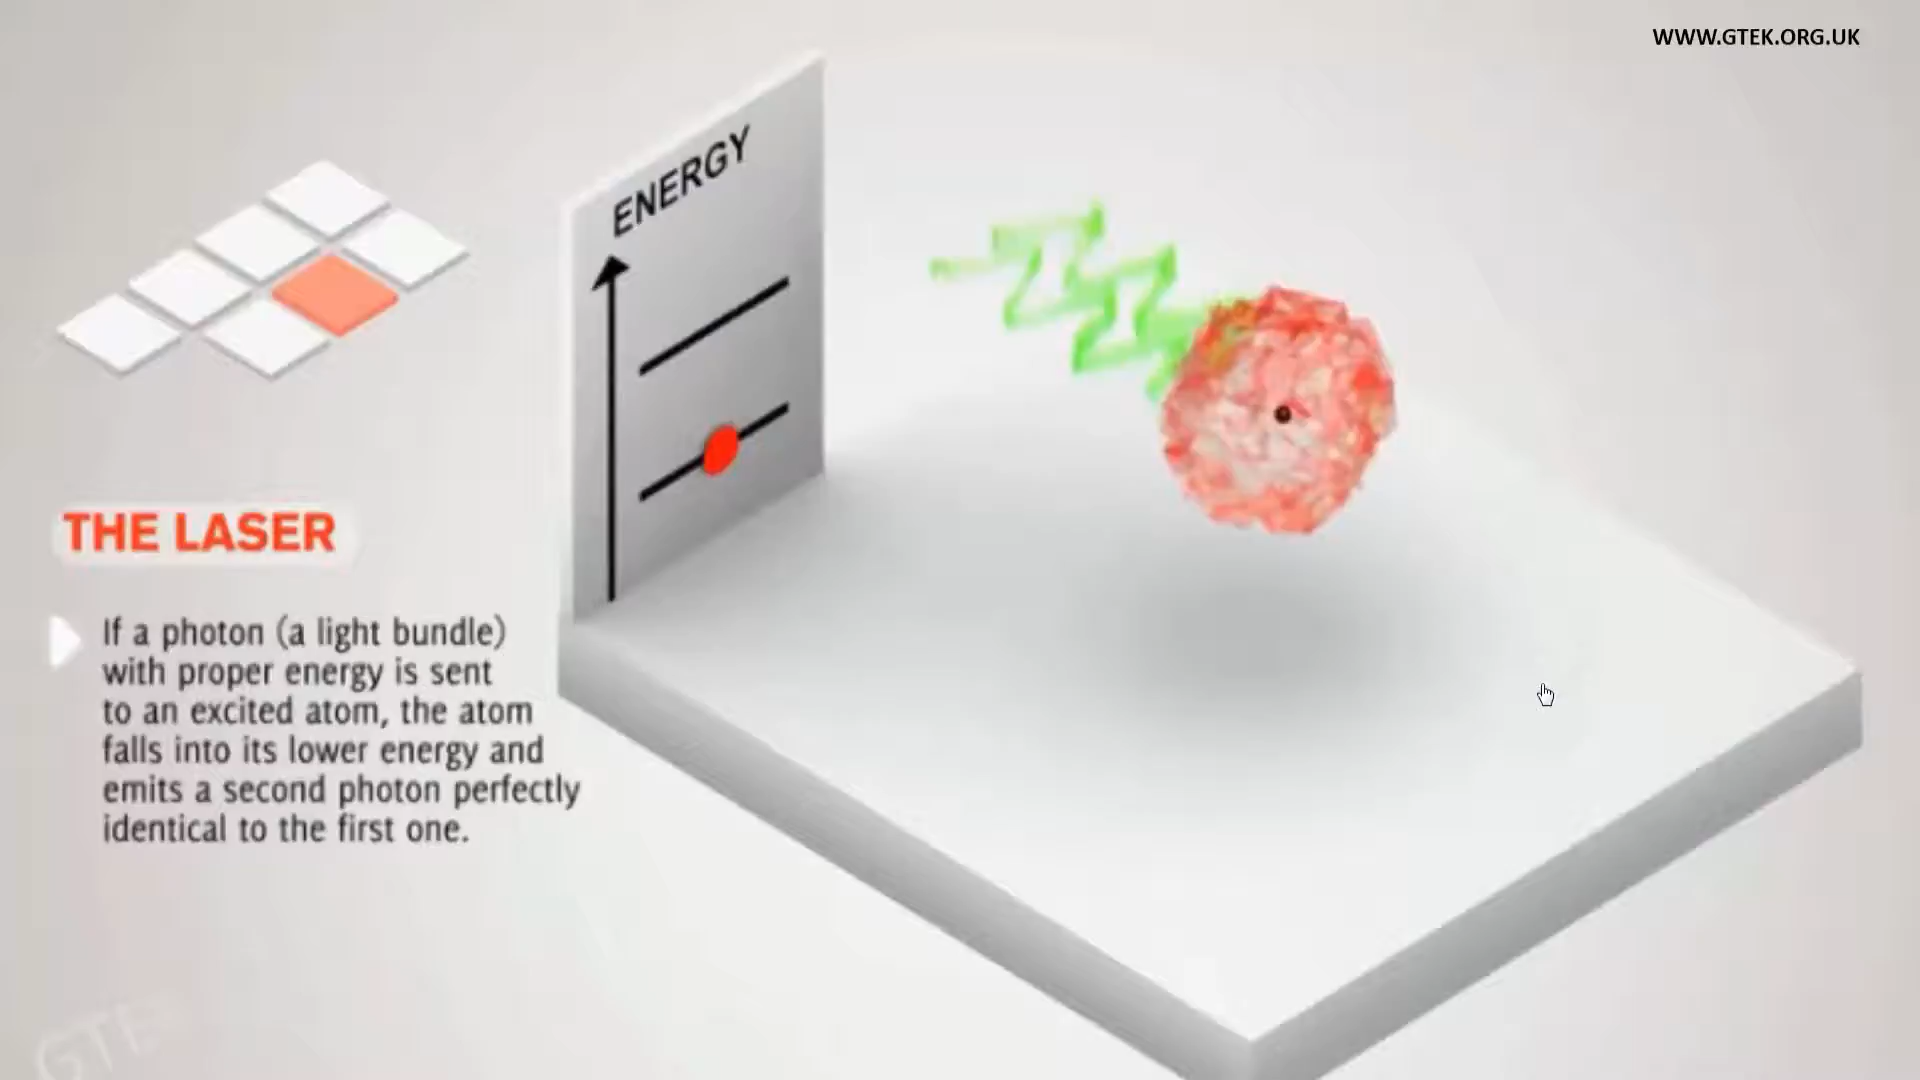 WWW.GTEK.ORG.UK
ENERGY
THE LASER
If a photon (a light bundle)
with proper energy is sent
to an excited atom, the atom
falls into its lower energy and
emits a second photon perfectly
identical to the first one.
GTEK